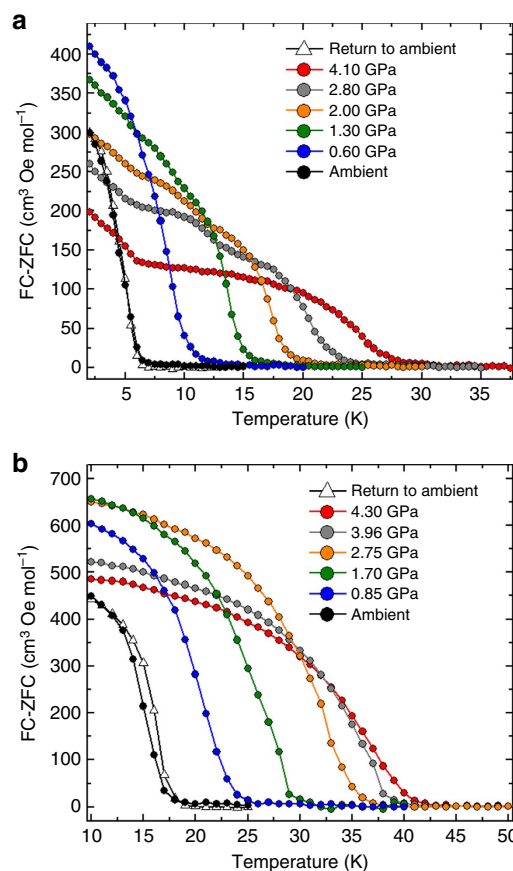 a
400
350
300
250
200
150
100
50
0
FC-ZFC (cm³ Oe mol⁻¹)
Return to ambient
4.10 GPa
2.80 GPa
2.00 GPa
1.30 GPa
0.60 GPa
Ambient
5 10 15 20 25 30 35
Temperature (K)
b
700
600
500
400
300
200
100
0
FC-ZFC (cm³ Oe mol⁻¹)
Return to ambient
4.30 GPa
3.96 GPa
2.75 GPa
1.70 GPa
0.85 GPa
Ambient
10 15 20 25 30 35 40 45 50
Temperature (K)